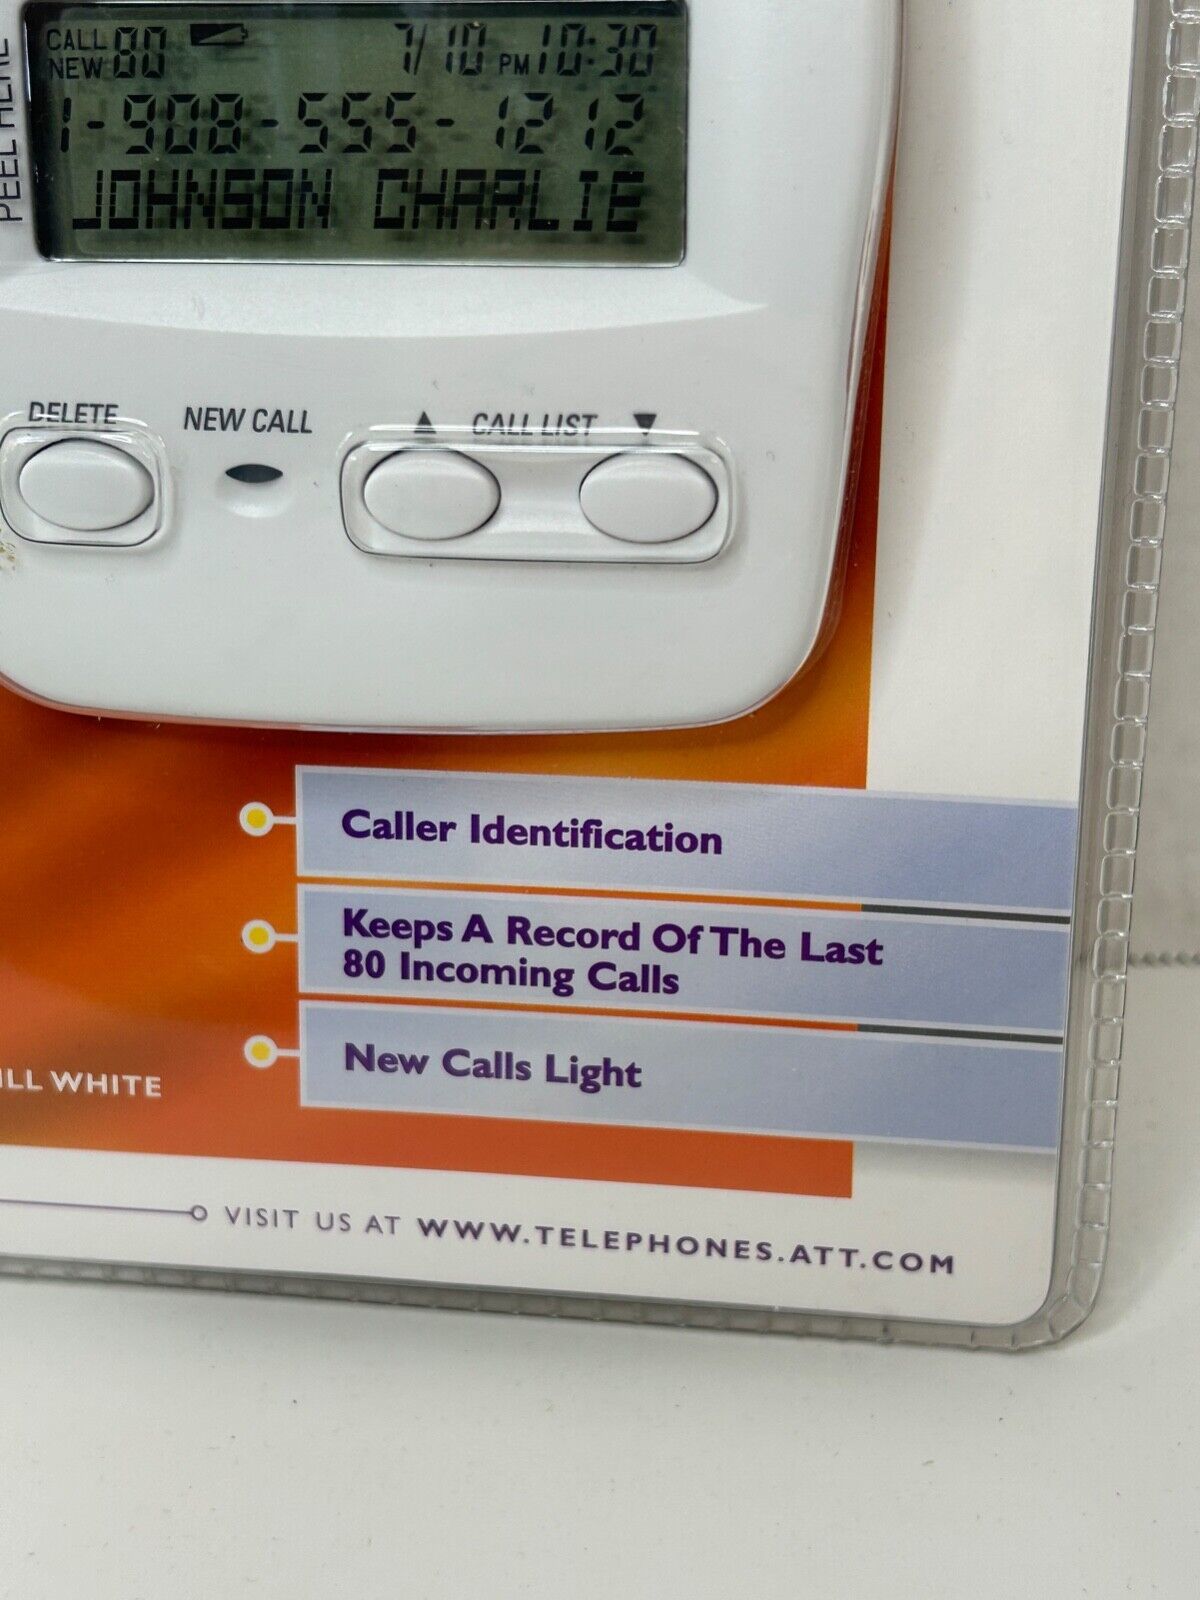 PEEL HERE
CALL NEW 80 7/10 PM 10:30
1-908-555-1212
JOHNSON CHARLIE
DELETE NEW CALL ▲ CALL LIST ▼
Caller Identification
Keeps A Record Of The Last
80 Incoming Calls
New Calls Light
WHITE
VISIT US AT WWW.TELEPHONES.ATT.COM